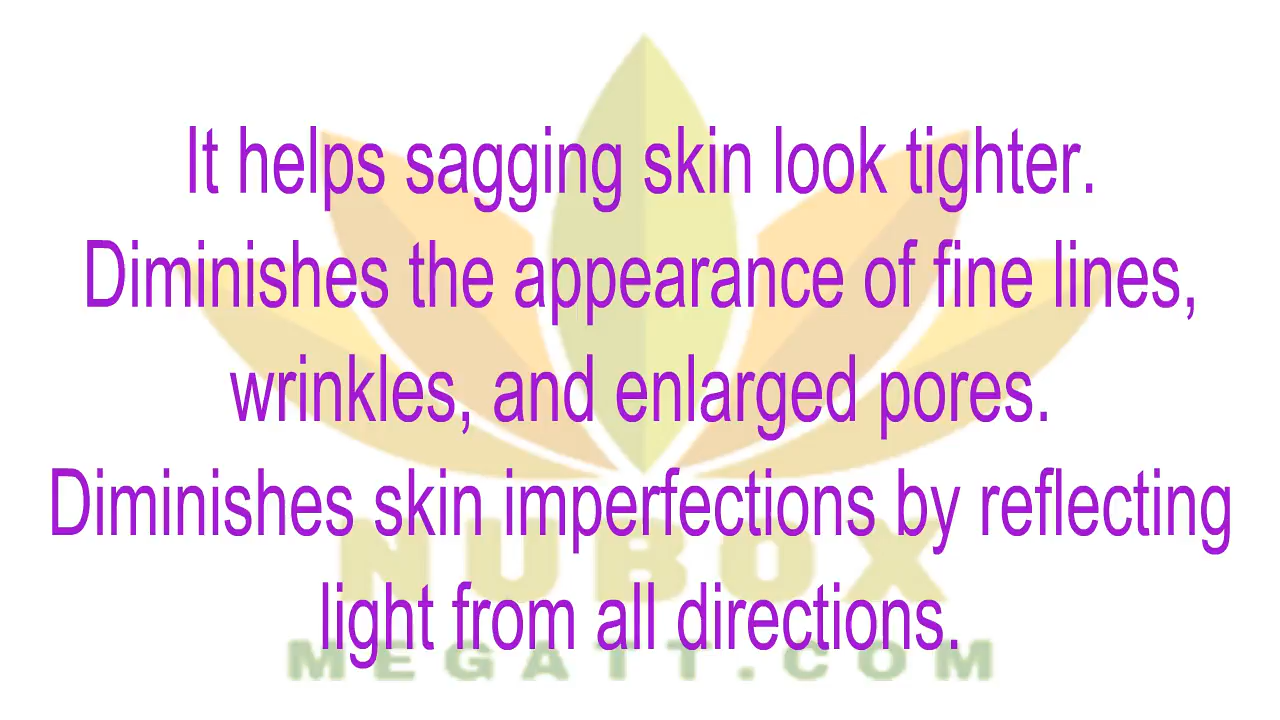 It helps sagging skin look tighter.
Diminishes the appearance of fine lines,
wrinkles, and enlarged pores.
Diminishes skin imperfections by reflecting
light from all directions.
NUBOX
MEGATT.COM